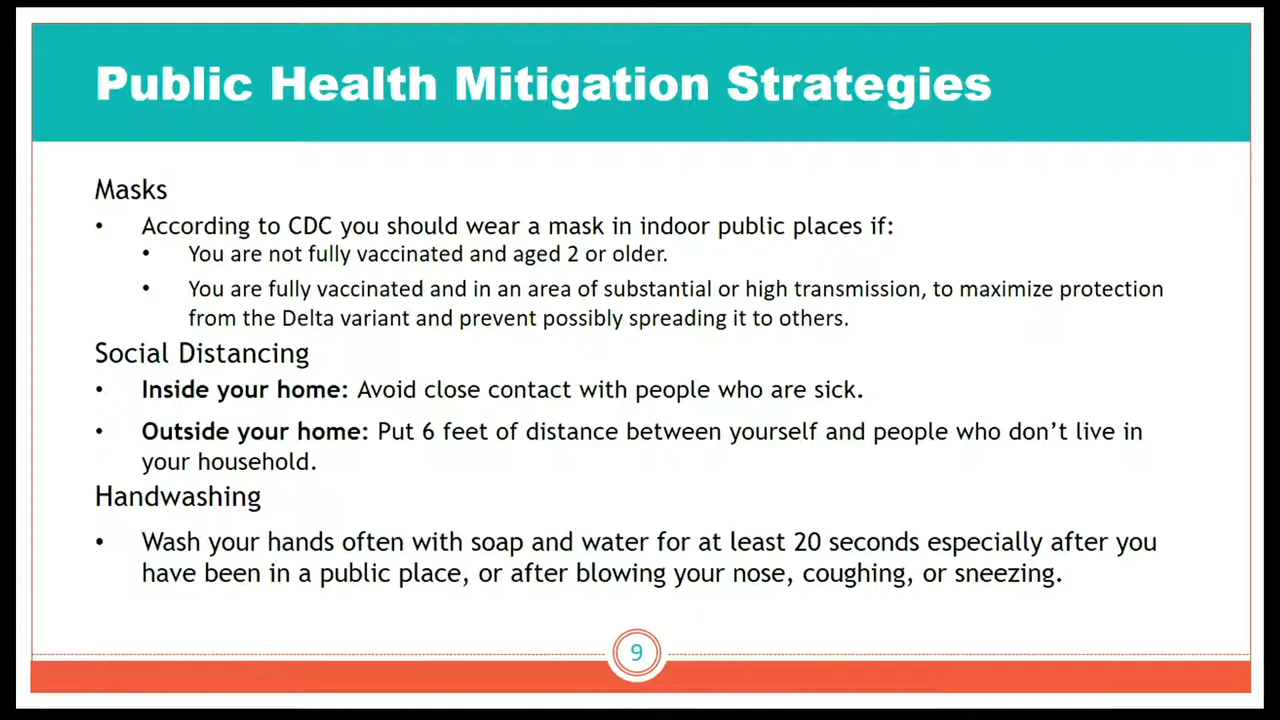 Public Health Mitigation Strategies
Masks
• According to CDC you should wear a mask in indoor public places if:
• You are not fully vaccinated and aged 2 or older.
• You are fully vaccinated and in an area of substantial or high transmission, to maximize protection
from the Delta variant and prevent possibly spreading it to others.
Social Distancing
• Inside your home: Avoid close contact with people who are sick.
• Outside your home: Put 6 feet of distance between yourself and people who don’t live in
your household.
Handwashing
• Wash your hands often with soap and water for at least 20 seconds especially after you
have been in a public place, or after blowing your nose, coughing, or sneezing.
9